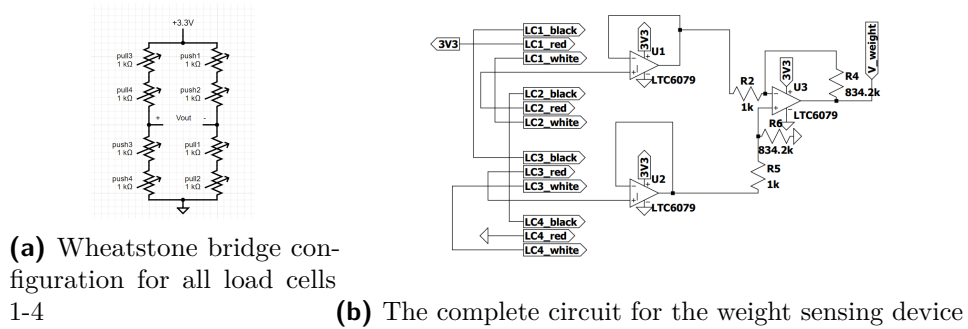 +3.3V
pull3
1 kΩ
push1
1 kΩ
pull4
1 kΩ
push2
1 kΩ
+ Vout -
push3
1 kΩ
pull1
1 kΩ
push4
1 kΩ
pull2
1 kΩ
(a) Wheatstone bridge con-
figuration for all load cells
1-4
3V3
LC1_black
LC1_red
LC1_white
LC2_black
LC2_red
LC2_white
LC3_black
LC3_red
LC3_white
LC4_black
LC4_red
LC4_white
3V3
U1
LTC6079
3V3
U2
LTC6079
R2
1k
3V3
U3
LTC6079
R4
834.2k
V_weight
R6
834.2k
R5
1k
(b) The complete circuit for the weight sensing device